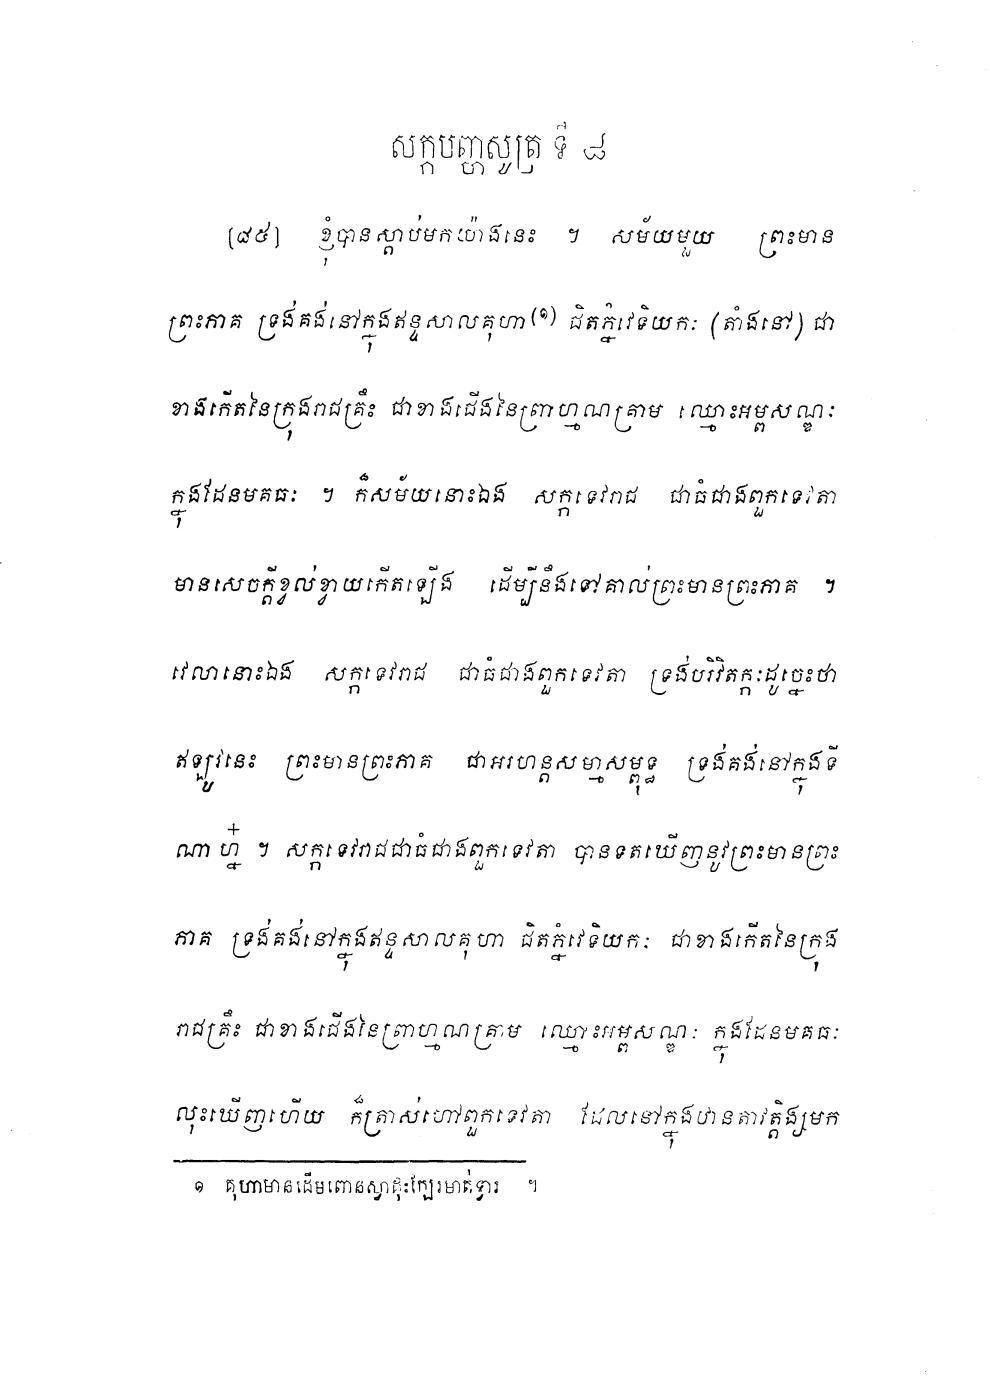 សក្កបញ្ហសូត្រ ទី ៨
[៨៥] ខ្ញុំបានស្តាប់មកយ៉ាងនេះ ។ សម័យមួយ ព្រះមាន
ព្រះភាគ ទ្រង់គង់នៅក្នុងឥន្ទសាលគុហា(១) ជិតភ្នំវេទិយកៈ (តាំងនៅ) ជា
ខាងកើតនៃក្រុងរាជគ្រឹះ ជាខាងជើងនៃព្រាហ្មណគ្រាម ឈ្មោះអម្ពសណ្ឌៈ
ក្នុងដែនមគធៈ ។ ក៏សម័យនោះឯង សក្កទេវរាជ ជាធំជាងពួកទេវតា
មានសេចក្តីខ្វល់ខ្វាយកើតឡើង ដើម្បីនឹងទៅគាល់ព្រះមានព្រះភាគ ។
វេលានោះឯង សក្កទេវរាជ ជាធំជាងពួកទេវតា ទ្រង់បរិវិតក្កៈដូច្នេះថា
ឥឡូវនេះ ព្រះមានព្រះភាគ ជាអរហន្តសម្មាសម្ពុទ្ធ ទ្រង់គង់នៅក្នុងទី
ណាហ្ន៎ ។ សក្កទេវរាជជាធំជាងពួកទេវតា បានទតឃើញនូវព្រះមានព្រះ
ភាគ ទ្រង់គង់នៅក្នុងឥន្ទសាលគុហា ជិតភ្នំវេទិយកៈ ជាខាងកើតនៃក្រុង
រាជគ្រឹះ ជាខាងជើងនៃព្រាហ្មណគ្រាម ឈ្មោះអម្ពសណ្ឌៈ ក្នុងដែនមគធៈ
លុះឃើញហើយ ក៏ត្រាស់ហៅពួកទេវតា ដែលនៅក្នុងឋានតាវត្តិង្សមក
១ គុហាមានដើមពោនស្វាដុះក្បែរមាត់ទ្វារ ។